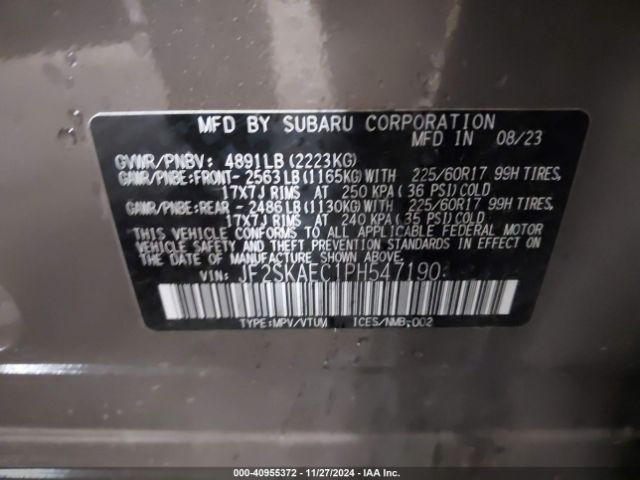 MFD BY SUBARU CORPORATION
MFD IN 08/23
GVWR/PNBV: 4891LB(2223KG)
GAWR/PNBE:FRONT- 2563LB(1165KG)WITH 225/60R17 99H TIRES,
17X7J RIMS AT 250 KPA(36 PSI)COLD
GAWR/PNBE:REAR - 2486LB(1130KG)WITH 225/60R17 99H TIRES,
17X7J RIMS AT 240 KPA(35 PSI)COLD
THIS VEHICLE CONFORMS TO ALL APPLICABLE FEDERAL MOTOR
VEHICLE SAFETY AND THEFT PREVENTION STANDARDS IN EFFECT ON
THE DATE OF MANUFACTURE SHOWN ABOVE.
VIN: JF2SKAEC1PH547190
TYPE:MPV/VTUM ICES/NMB-002
000-40955372 - 11/27/2024 - IAA Inc.